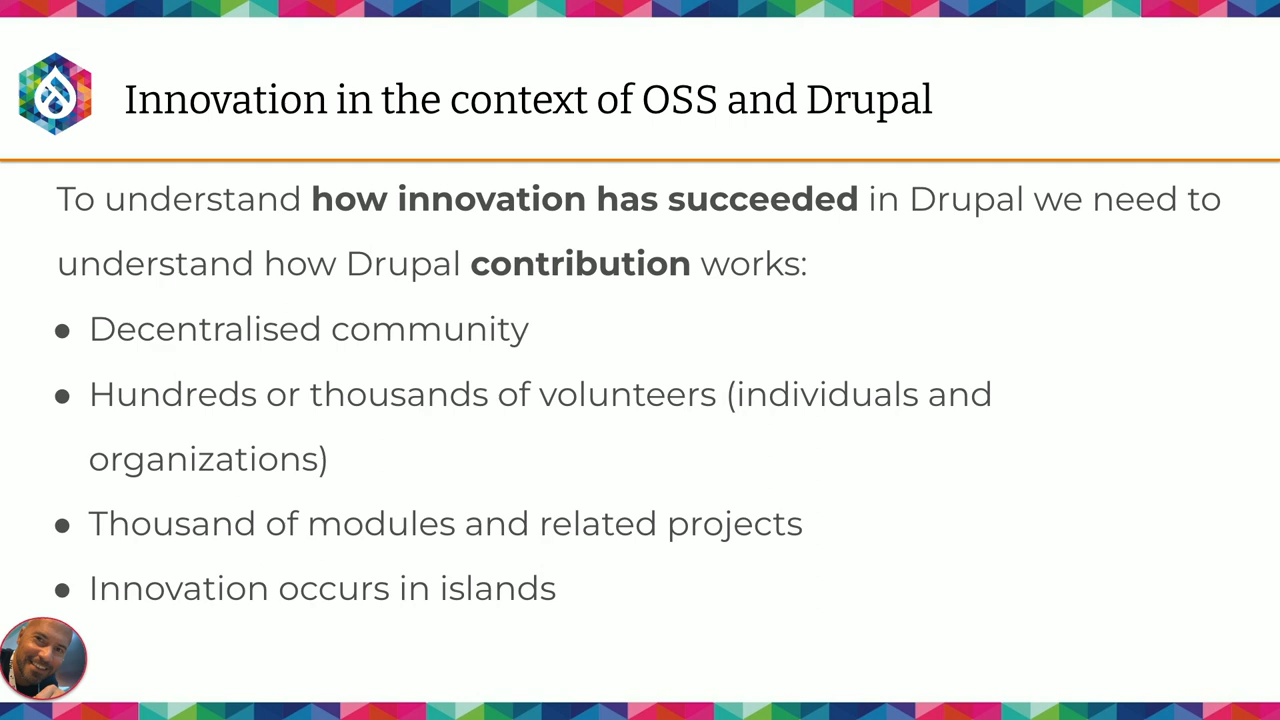 Innovation in the context of OSS and Drupal
To understand how innovation has succeeded in Drupal we need to
understand how Drupal contribution works:
● Decentralised community
● Hundreds or thousands of volunteers (individuals and
organizations)
● Thousand of modules and related projects
● Innovation occurs in islands